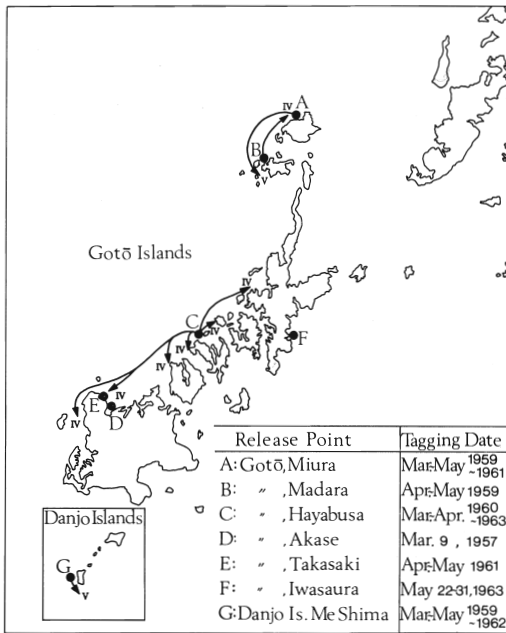 IV A
B
V
Gotō Islands
IV
C
IV
IV
IV
F
IV
E
D
IV
Release Point Tagging Date
A: Gotō, Miura Mar.-May 1959 ~1961
B: 〃 , Madara Apr.-May 1959
C: 〃 , Hayabusa Mar.-Apr. 1960 ~1963
D: 〃 , Akase Mar. 9 , 1957
E: 〃 , Takasaki Apr.-May 1961
F: 〃 , Iwasaura May 22-31, 1963
G: Danjo Is. Me Shima Mar.-May 1959 ~1962
Danjo Islands
G
V